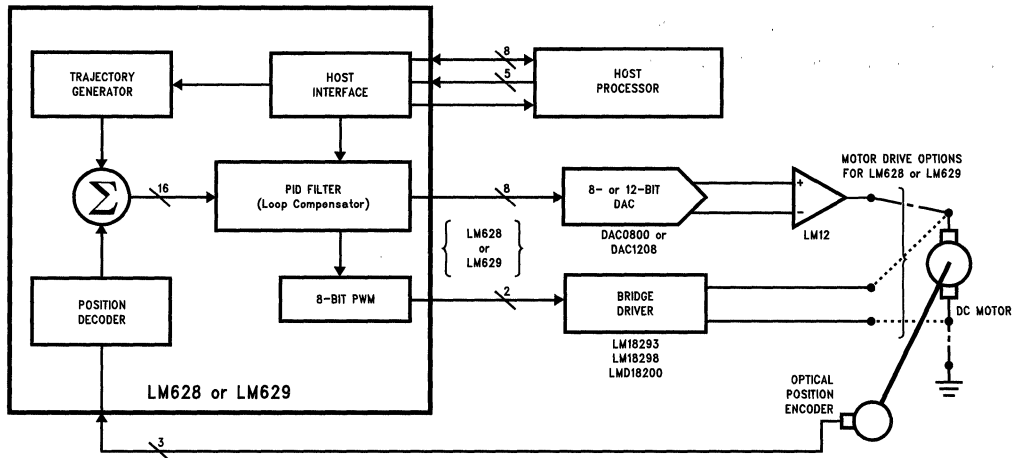 TRAJECTORY
GENERATOR
HOST
INTERFACE
8
5
HOST
PROCESSOR
MOTOR DRIVE OPTIONS
FOR LM628 or LM629
Σ
16
PID FILTER
(Loop Compensator)
8
8- or 12-BIT
DAC
DAC0800 or
DAC1208
+
−
LM12
LM628
or
LM629
POSITION
DECODER
8-BIT PWM
2
BRIDGE
DRIVER
LM18293
LM18298
LMD18200
DC MOTOR
OPTICAL
POSITION
ENCODER
LM628 or LM629
3